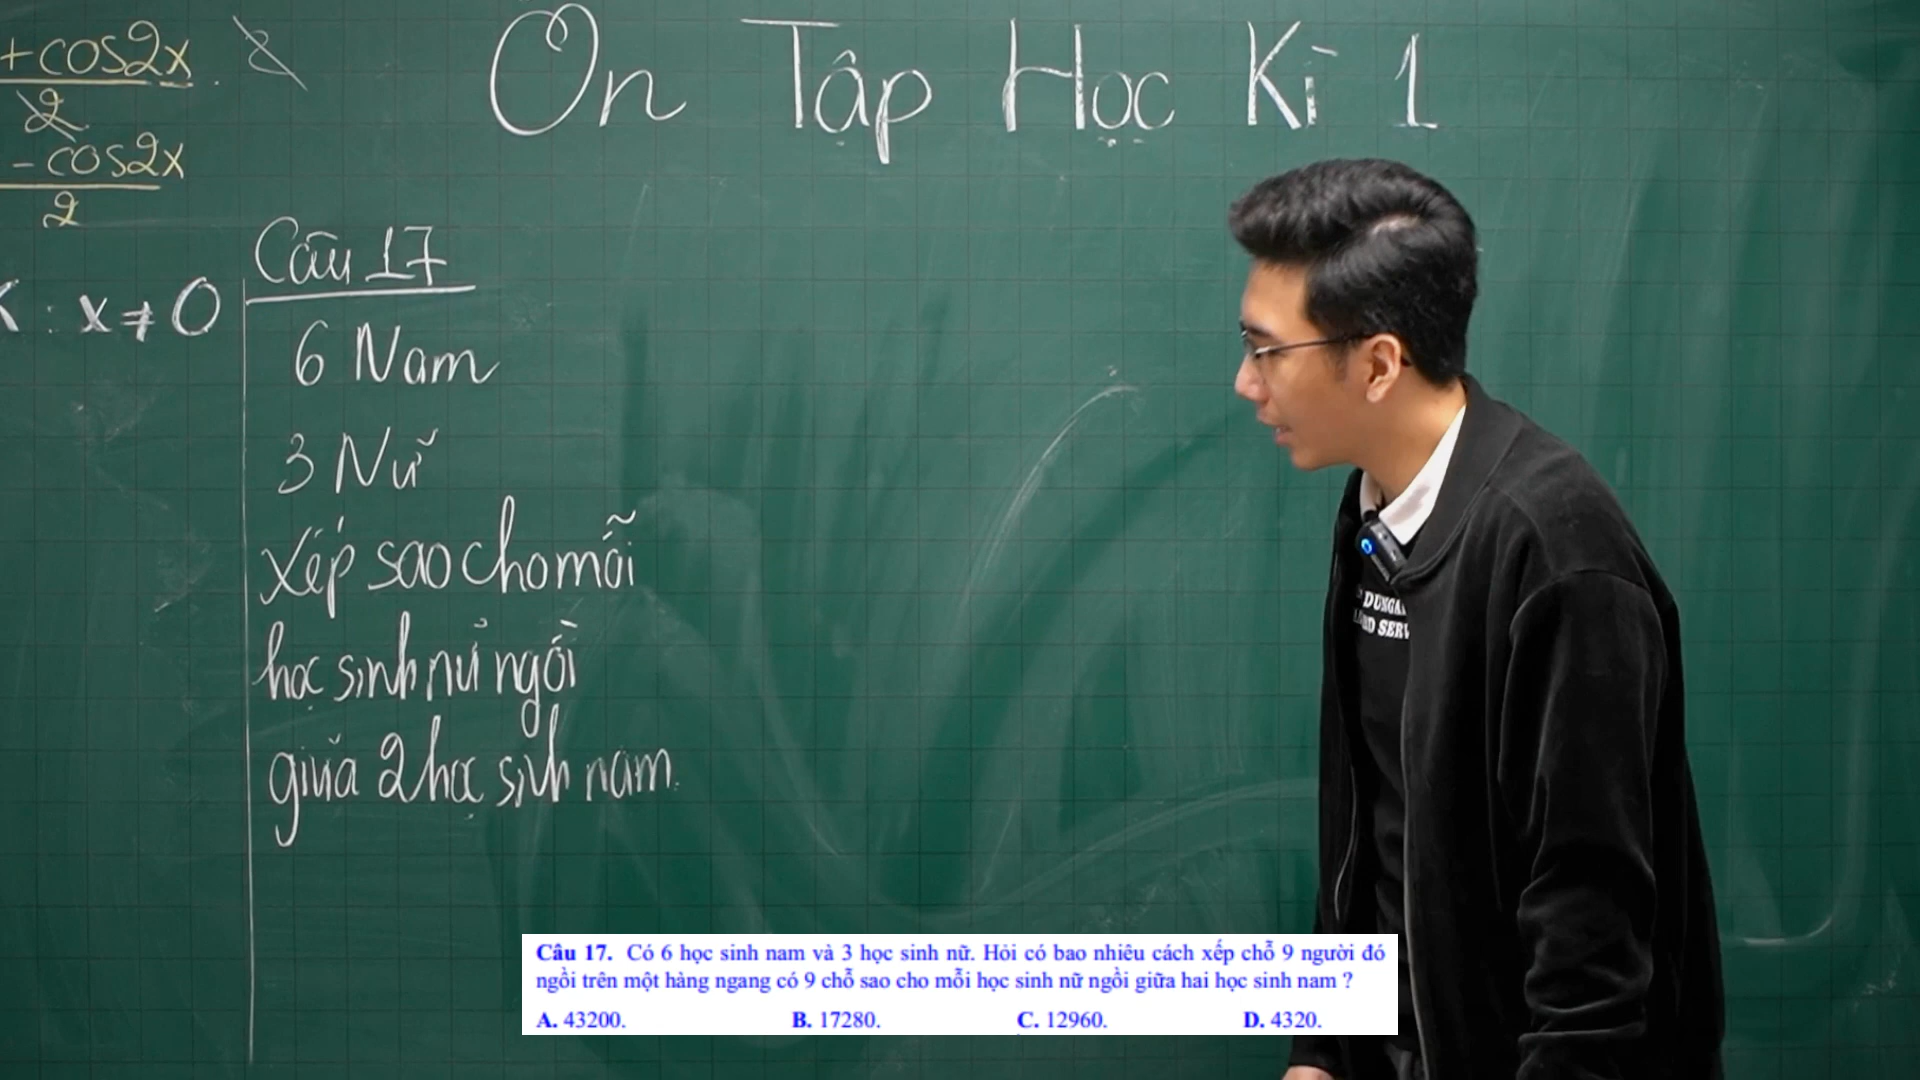 Ôn Tập Học Kì 1
+cos2x . 2
2
- cos2x
2
: x ≠ 0
Câu 17
6 Nam
3 Nữ
Xếp sao cho mỗi
học sinh nữ ngồi
giữa 2 học sinh nam.
Câu 17. Có 6 học sinh nam và 3 học sinh nữ. Hỏi có bao nhiêu cách xếp chỗ 9 người đó
ngồi trên một hàng ngang có 9 chỗ sao cho mỗi học sinh nữ ngồi giữa hai học sinh nam ?
A. 43200. B. 17280. C. 12960. D. 4320.